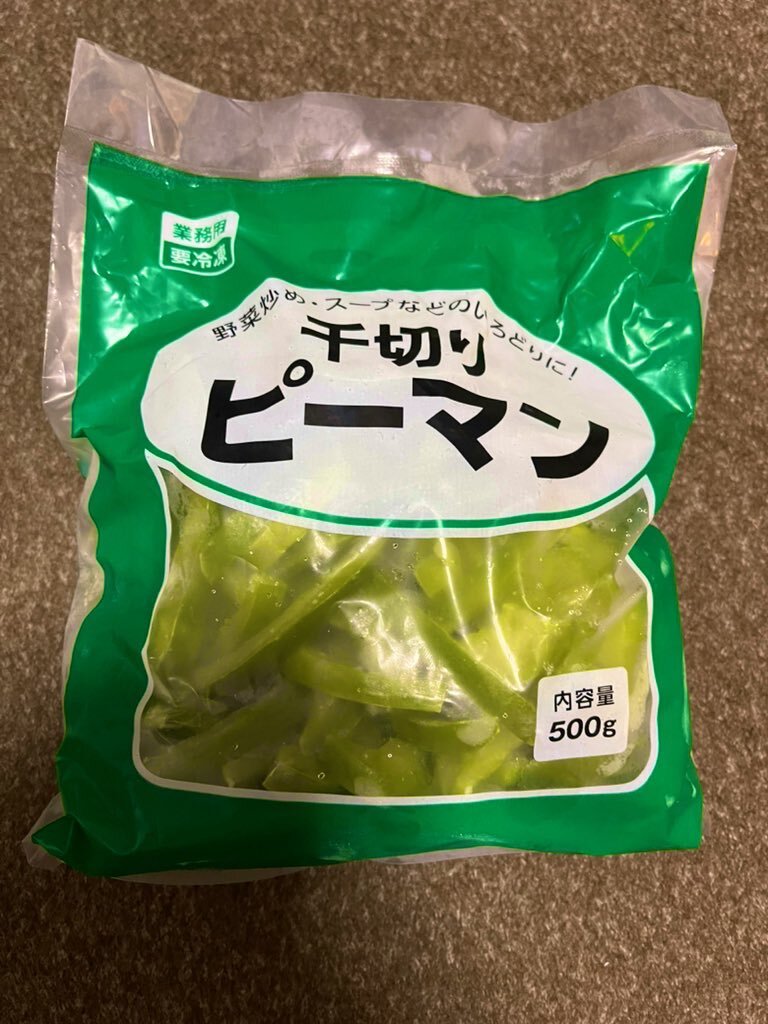 業務用
要冷凍
野菜炒め・スープなどのいろどりに!
千切り
ピーマン
内容量
500g